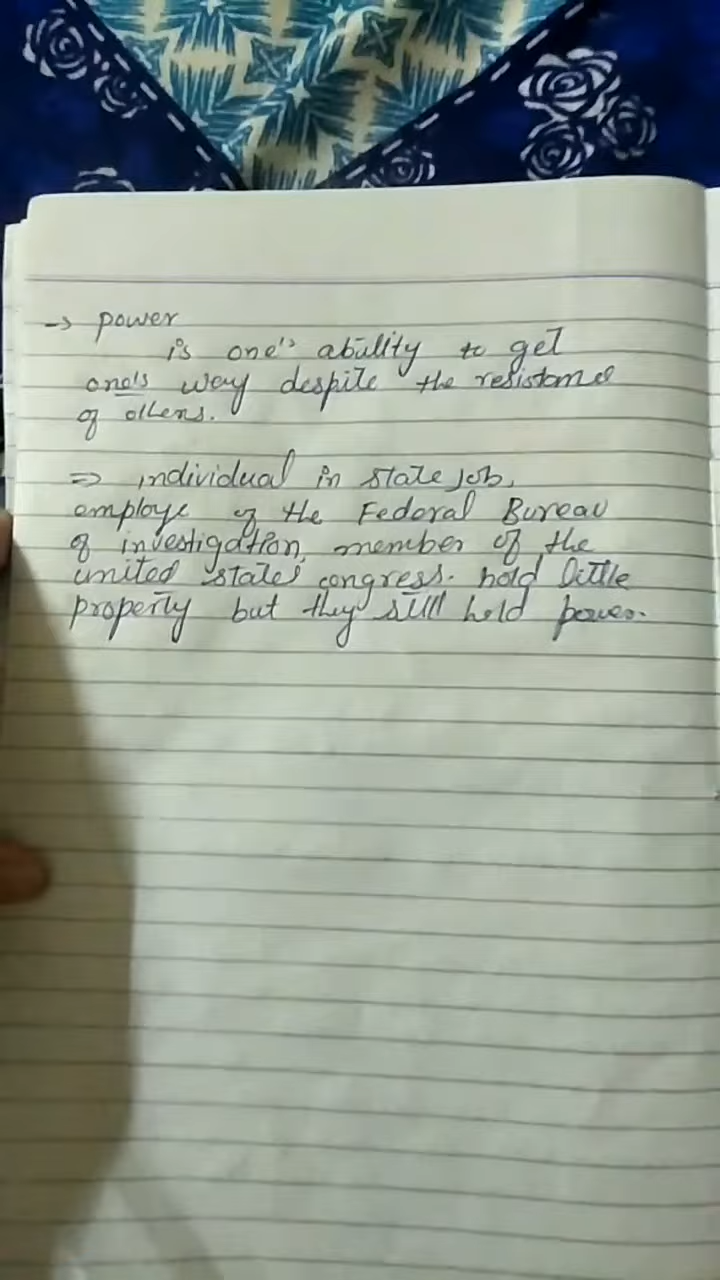 → power
is one's abullity to get
one's way despite the resistance
of others.
⇒ individual in state job,
employe of the Federal Bureau
of investigation, member of the
united states congress. hold little
property but they still hold power.